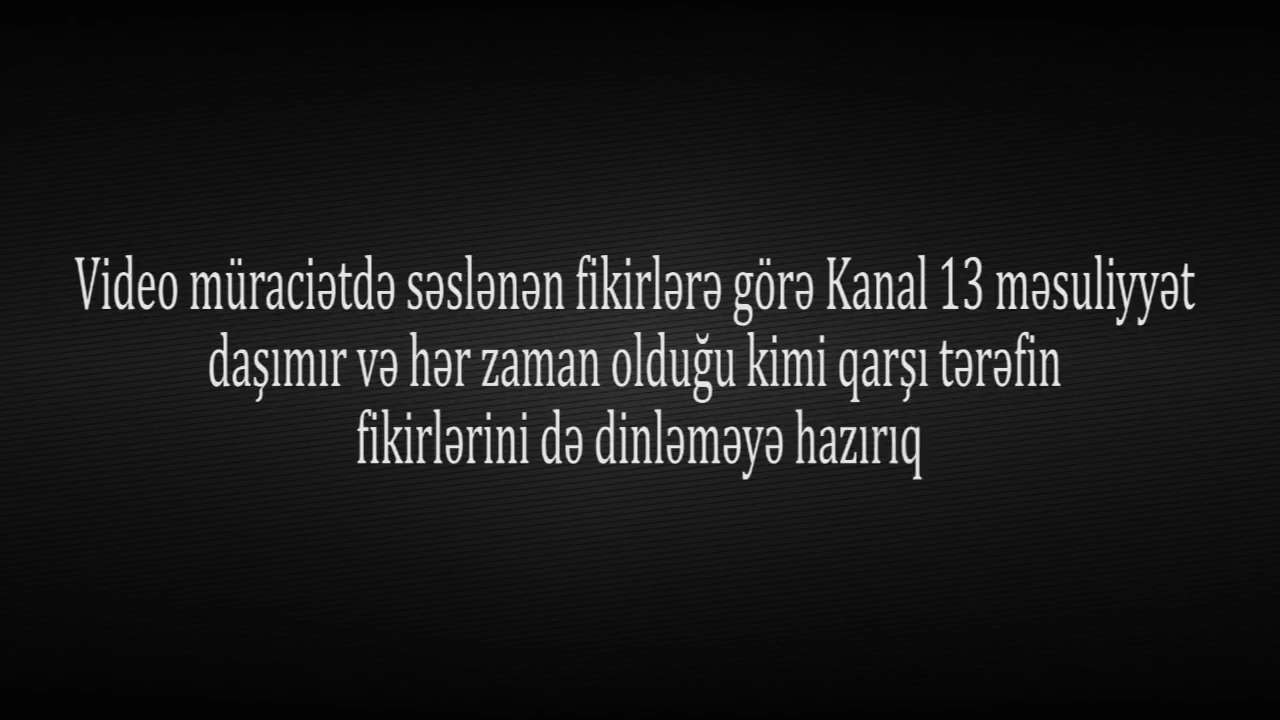 Video müraciətdə səslənən fikirlərə görə Kanal 13 məsuliyyət
daşımır və hər zaman olduğu kimi qarşı tərəfin
fikirlərini də dinləməyə hazırıq